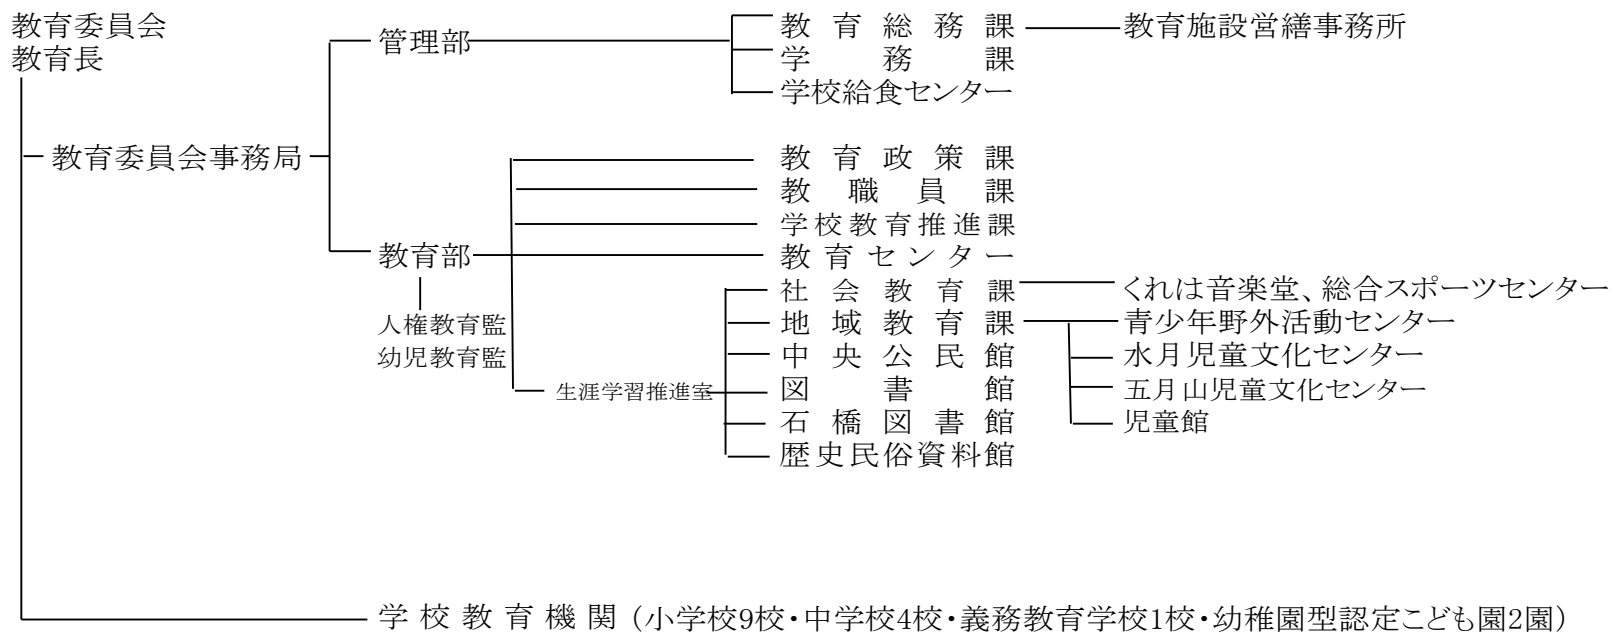 教育委員会
教育長
管理部
教育総務課
教育施設営繕事務所
学務課
学校給食センター
教育委員会事務局
教育政策課
教職員課
学校教育推進課
教育部
教育センター
人権教育監
幼児教育監
社会教育課
くれは音楽堂、総合スポーツセンター
地域教育課
青少年野外活動センター
中央公民館
水月児童文化センター
生涯学習推進室
図書館
五月山児童文化センター
石橋図書館
児童館
歴史民俗資料館
学校教育機関（小学校9校・中学校4校・義務教育学校1校・幼稚園型認定こども園2園）